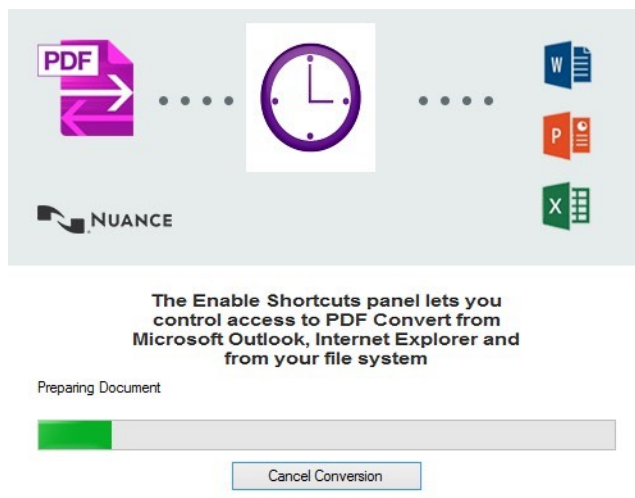 PDF
W
P
X
NUANCE
The Enable Shortcuts panel lets you
control access to PDF Convert from
Microsoft Outlook, Internet Explorer and
from your file system
Preparing Document
Cancel Conversion